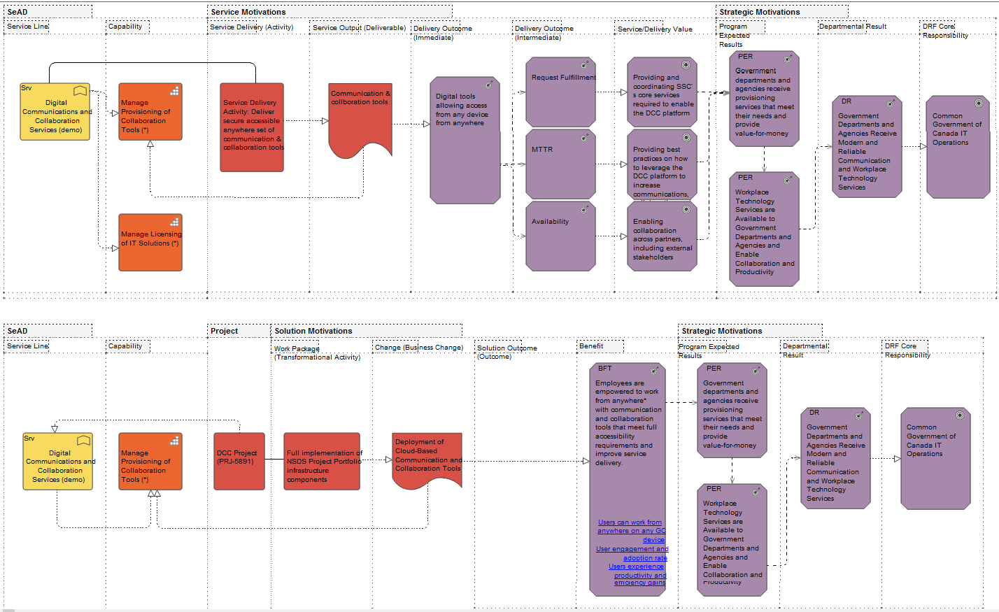 SeAD
Service Motivations
Strategic Motivations
Service Line
Capability
Service Delivery (Activity)
Service Output (Deliverable)
Delivery Outcome
(Immediate)
Delivery Outcome
(Intermediate)
Service/Delivery Value
Program
Expected
Results
Departmental Result
DRF Core
Responsibility
Srv
Digital
Communications and
Collaboration
Services (demo)
Manage
Provisioning of
Collaboration
Tools (*)
Manage Licensing
of IT Solutions (*)
Service Delivery
Activity: Deliver
secure accessible
anywhere set of
communication &
collaboration tools
Communication &
collboration tools
Digital tools
allowing access
from any device
from anywhere
Request Fulfillment
MTTR
Availability
Providing and
coordinating SSC'
s core services
required to enable
the DCC platform
Providing best
practices on how
to leverage the
DCC platform to
increase
communications,
Enabling
collaboration
across partners,
including external
stakeholders
PER
Government
departments and
agencies receive
provisioning
services that meet
their needs and
provide
value-for-money
PER
Workplace
Technology
Services are
Available to
Government
Departments and
Agencies and
Enable
Collaboration and
Productivity
DR
Government
Departments and
Agencies Receive
Modern and
Reliable
Communication
and Workplace
Technology
Services
Common
Government of
Canada IT
Operations
SeAD
Project
Solution Motivations
Strategic Motivations
Service Line
Capability
Work Package
(Transformational Activity)
Change (Business Change)
Solution Outcome
(Outcome)
Benefit
Program Expected
Results
Departmental
Result
DRF Core
Responsibility
Srv
Digital
Communications and
Collaboration
Services (demo)
Manage
Provisioning of
Collaboration
Tools (*)
DCC Project
(PRJ-5891)
Full implementation of
NSDS Project Portfolio
infrastructure
components
Deployment of
Cloud-Based
Communication and
Collaboration Tools
BFT
Employees are
empowered to work
from anywhere*
with communication
and collaboration
tools that meet full
accessibility
requirements and
improve service
delivery.
Users can work from
anywhere on any GC
device
User engagement and
adoption rate
Users experience
productivity and
efficiency gains
PER
Government
departments and
agencies receive
provisioning
services that meet
their needs and
provide
value-for-money
PER
Workplace
Technology
Services are
Available to
Government
Departments and
Agencies and
Enable
Collaboration and
Productivity
DR
Government
Departments and
Agencies Receive
Modern and
Reliable
Communication
and Workplace
Technology
Services
Common
Government of
Canada IT
Operations